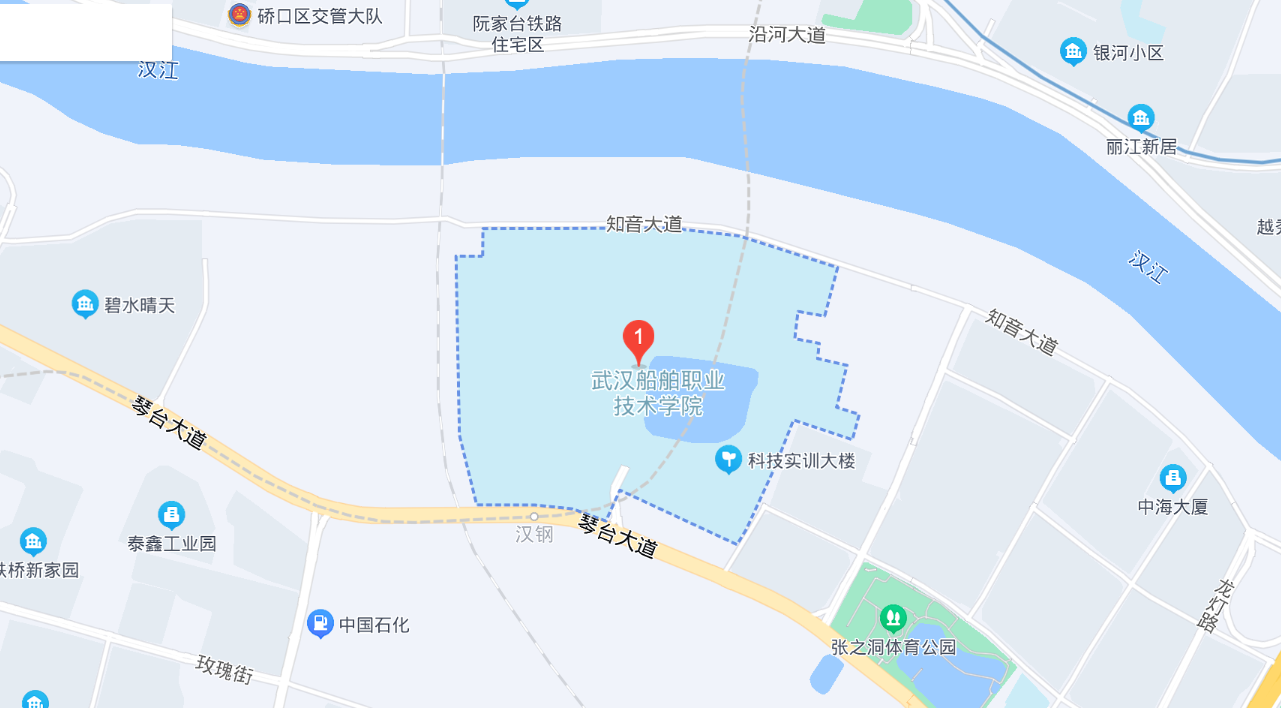 硚口区交管大队
阮家台铁路
住宅区
沿河大道
银河小区
汉江
丽江新居
知音大道
越秀
汉江
碧水晴天
知音大道
1
武汉船舶职业
技术学院
琴台大道
科技实训大楼
中海大厦
汉钢
琴台大道
泰鑫工业园
铁桥新家园
龙灯路
中国石化
张之洞体育公园
玫瑰街